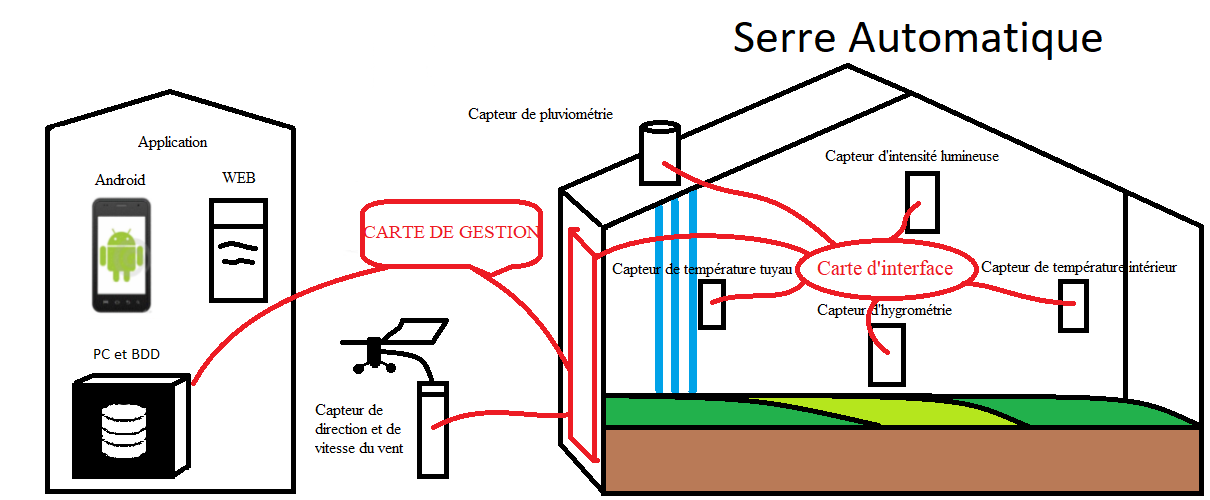 Serre Automatique
Capteur de pluviométrie
Application
Capteur d'intensité lumineuse
Android
WEB
CARTE DE GESTION
Capteur de température tuyau
Carte d'interface
Capteur de température intérieur
Capteur d'hygrométrie
PC et BDD
Capteur de
direction et de
vitesse du vent